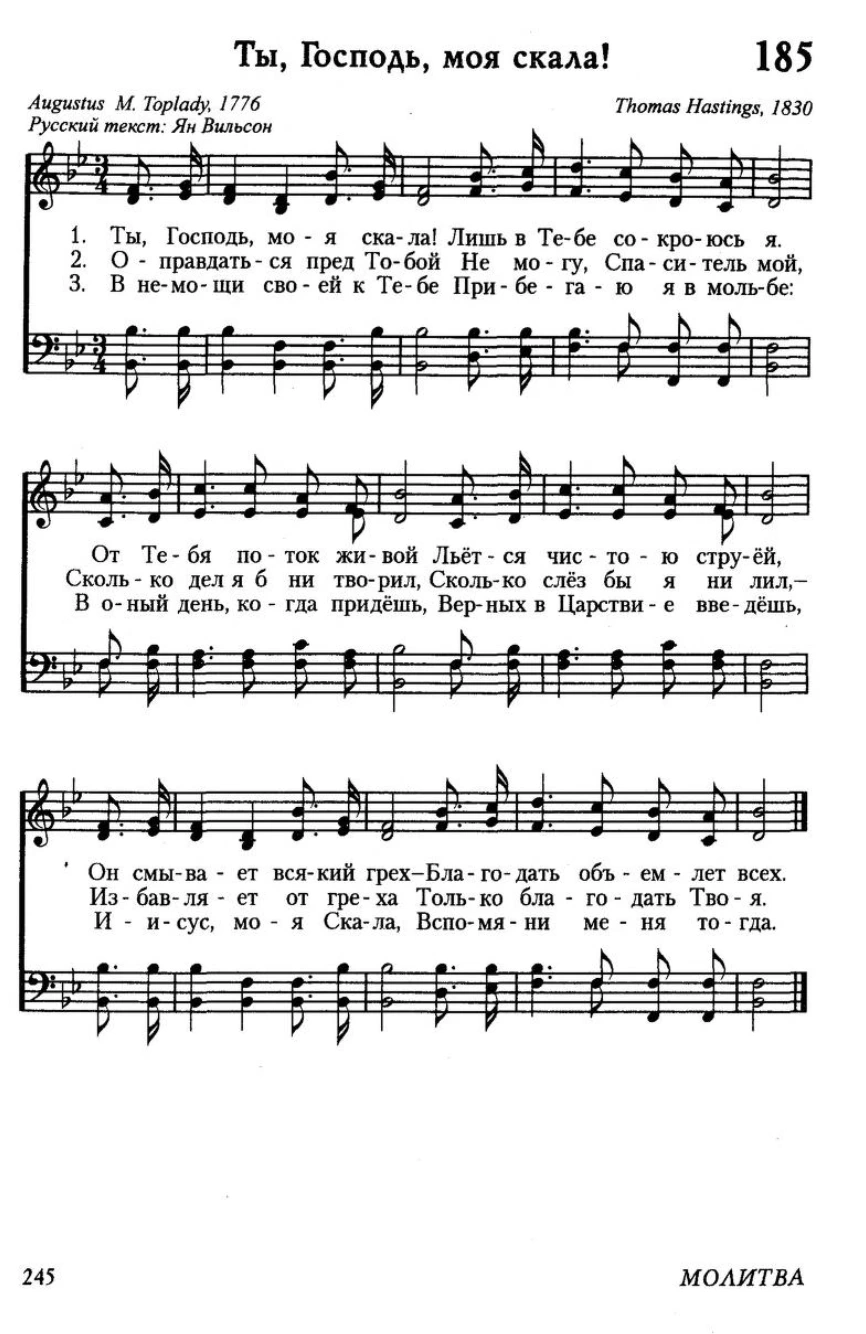 Ты, Господь, моя скала!
185
Augustus M. Toplady, 1776
Русский текст: Ян Вильсон
Thomas Hastings, 1830
1. Ты, Господь, мо - я ска-ла! Лишь в Те-бе со - кро-юсь я.
2. О - правдать-ся пред То-бой Не мо - гу, Спа-си-тель мой,
3. В не-мо-щи сво-ей к Те-бе При-бе - га - ю я в моль-бе:
От Те-бя по-ток жи-вой Льёт-ся чис-то-ю стру-ёй,
Сколь-ко дел я б ни тво-рил, Сколь-ко слёз бы я ни лил,–
В о-ный день, ко-гда придёшь, Вер-ных в Царстви-е вве-дёшь,
Он смы-ва - ет вся-кий грех–Бла-го-дать объ - ем - лет всех.
Из-бав-ля - ет от гре-ха Толь-ко бла - го - дать Тво-я.
И - и-сус, мо - я Ска-ла, Вспо-мя-ни ме - ня то-гда.
245
МОЛИТВА